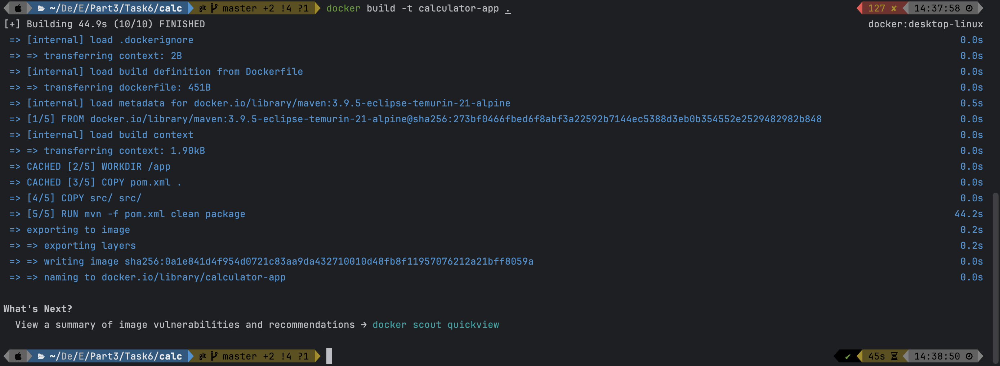 ~/De/E/Part3/Task6/calc git master +2 !4 ?1 docker build -t calculator-app . 127 ✘ 14:37:58
[+] Building 44.9s (10/10) FINISHED docker:desktop-linux
=> [internal] load .dockerignore 0.0s
=> => transferring context: 2B 0.0s
=> [internal] load build definition from Dockerfile 0.0s
=> => transferring dockerfile: 451B 0.0s
=> [internal] load metadata for docker.io/library/maven:3.9.5-eclipse-temurin-21-alpine 0.5s
=> [1/5] FROM docker.io/library/maven:3.9.5-eclipse-temurin-21-alpine@sha256:273bf0466fbed6f8abf3a22592b7144ec5388d3eb0b354552e2529482982b848 0.0s
=> [internal] load build context 0.0s
=> => transferring context: 1.90kB 0.0s
=> CACHED [2/5] WORKDIR /app 0.0s
=> CACHED [3/5] COPY pom.xml . 0.0s
=> [4/5] COPY src/ src/ 0.0s
=> [5/5] RUN mvn -f pom.xml clean package 44.2s
=> exporting to image 0.2s
=> => exporting layers 0.2s
=> => writing image sha256:0a1e841d4f954d0721c83aa9da432710010d48fb8f11957076212a21bff8059a 0.0s
=> => naming to docker.io/library/calculator-app 0.0s
What's Next?
View a summary of image vulnerabilities and recommendations → docker scout quickview
~/De/E/Part3/Task6/calc git master +2 !4 ?1 ✔ 45s 14:38:50